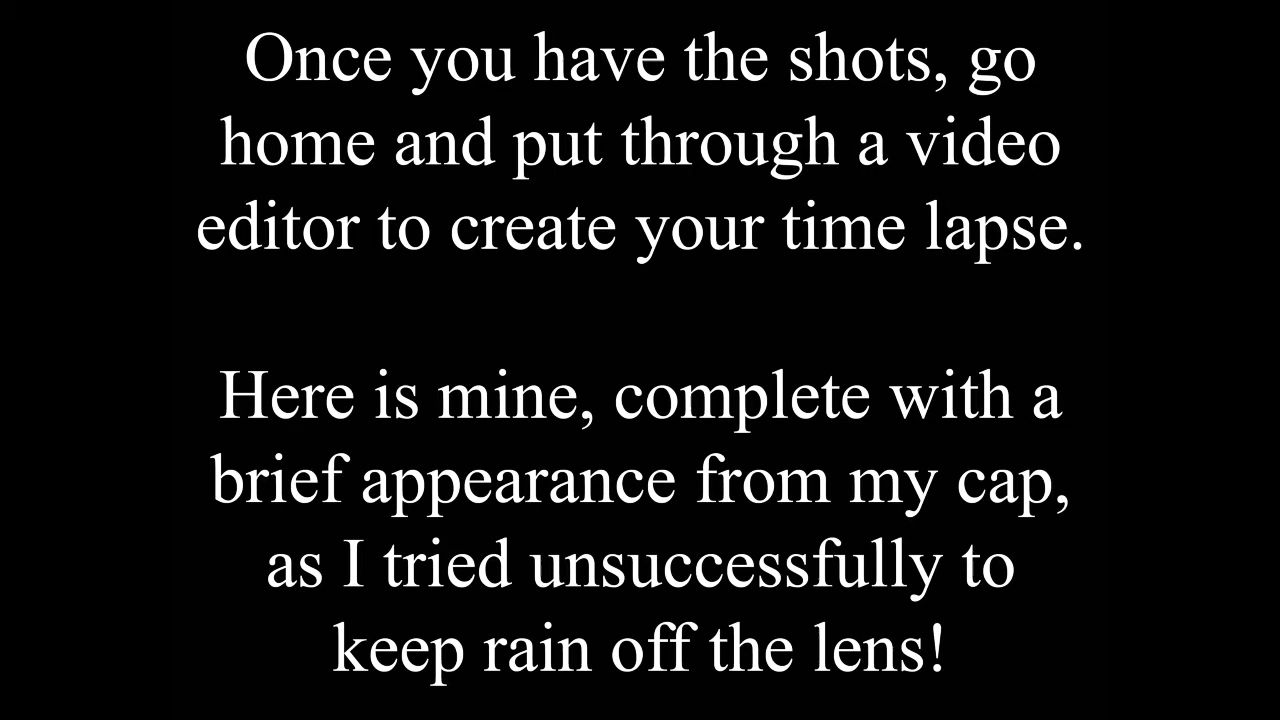 Once you have the shots, go
home and put through a video
editor to create your time lapse.
Here is mine, complete with a
brief appearance from my cap,
as I tried unsuccessfully to
keep rain off the lens!